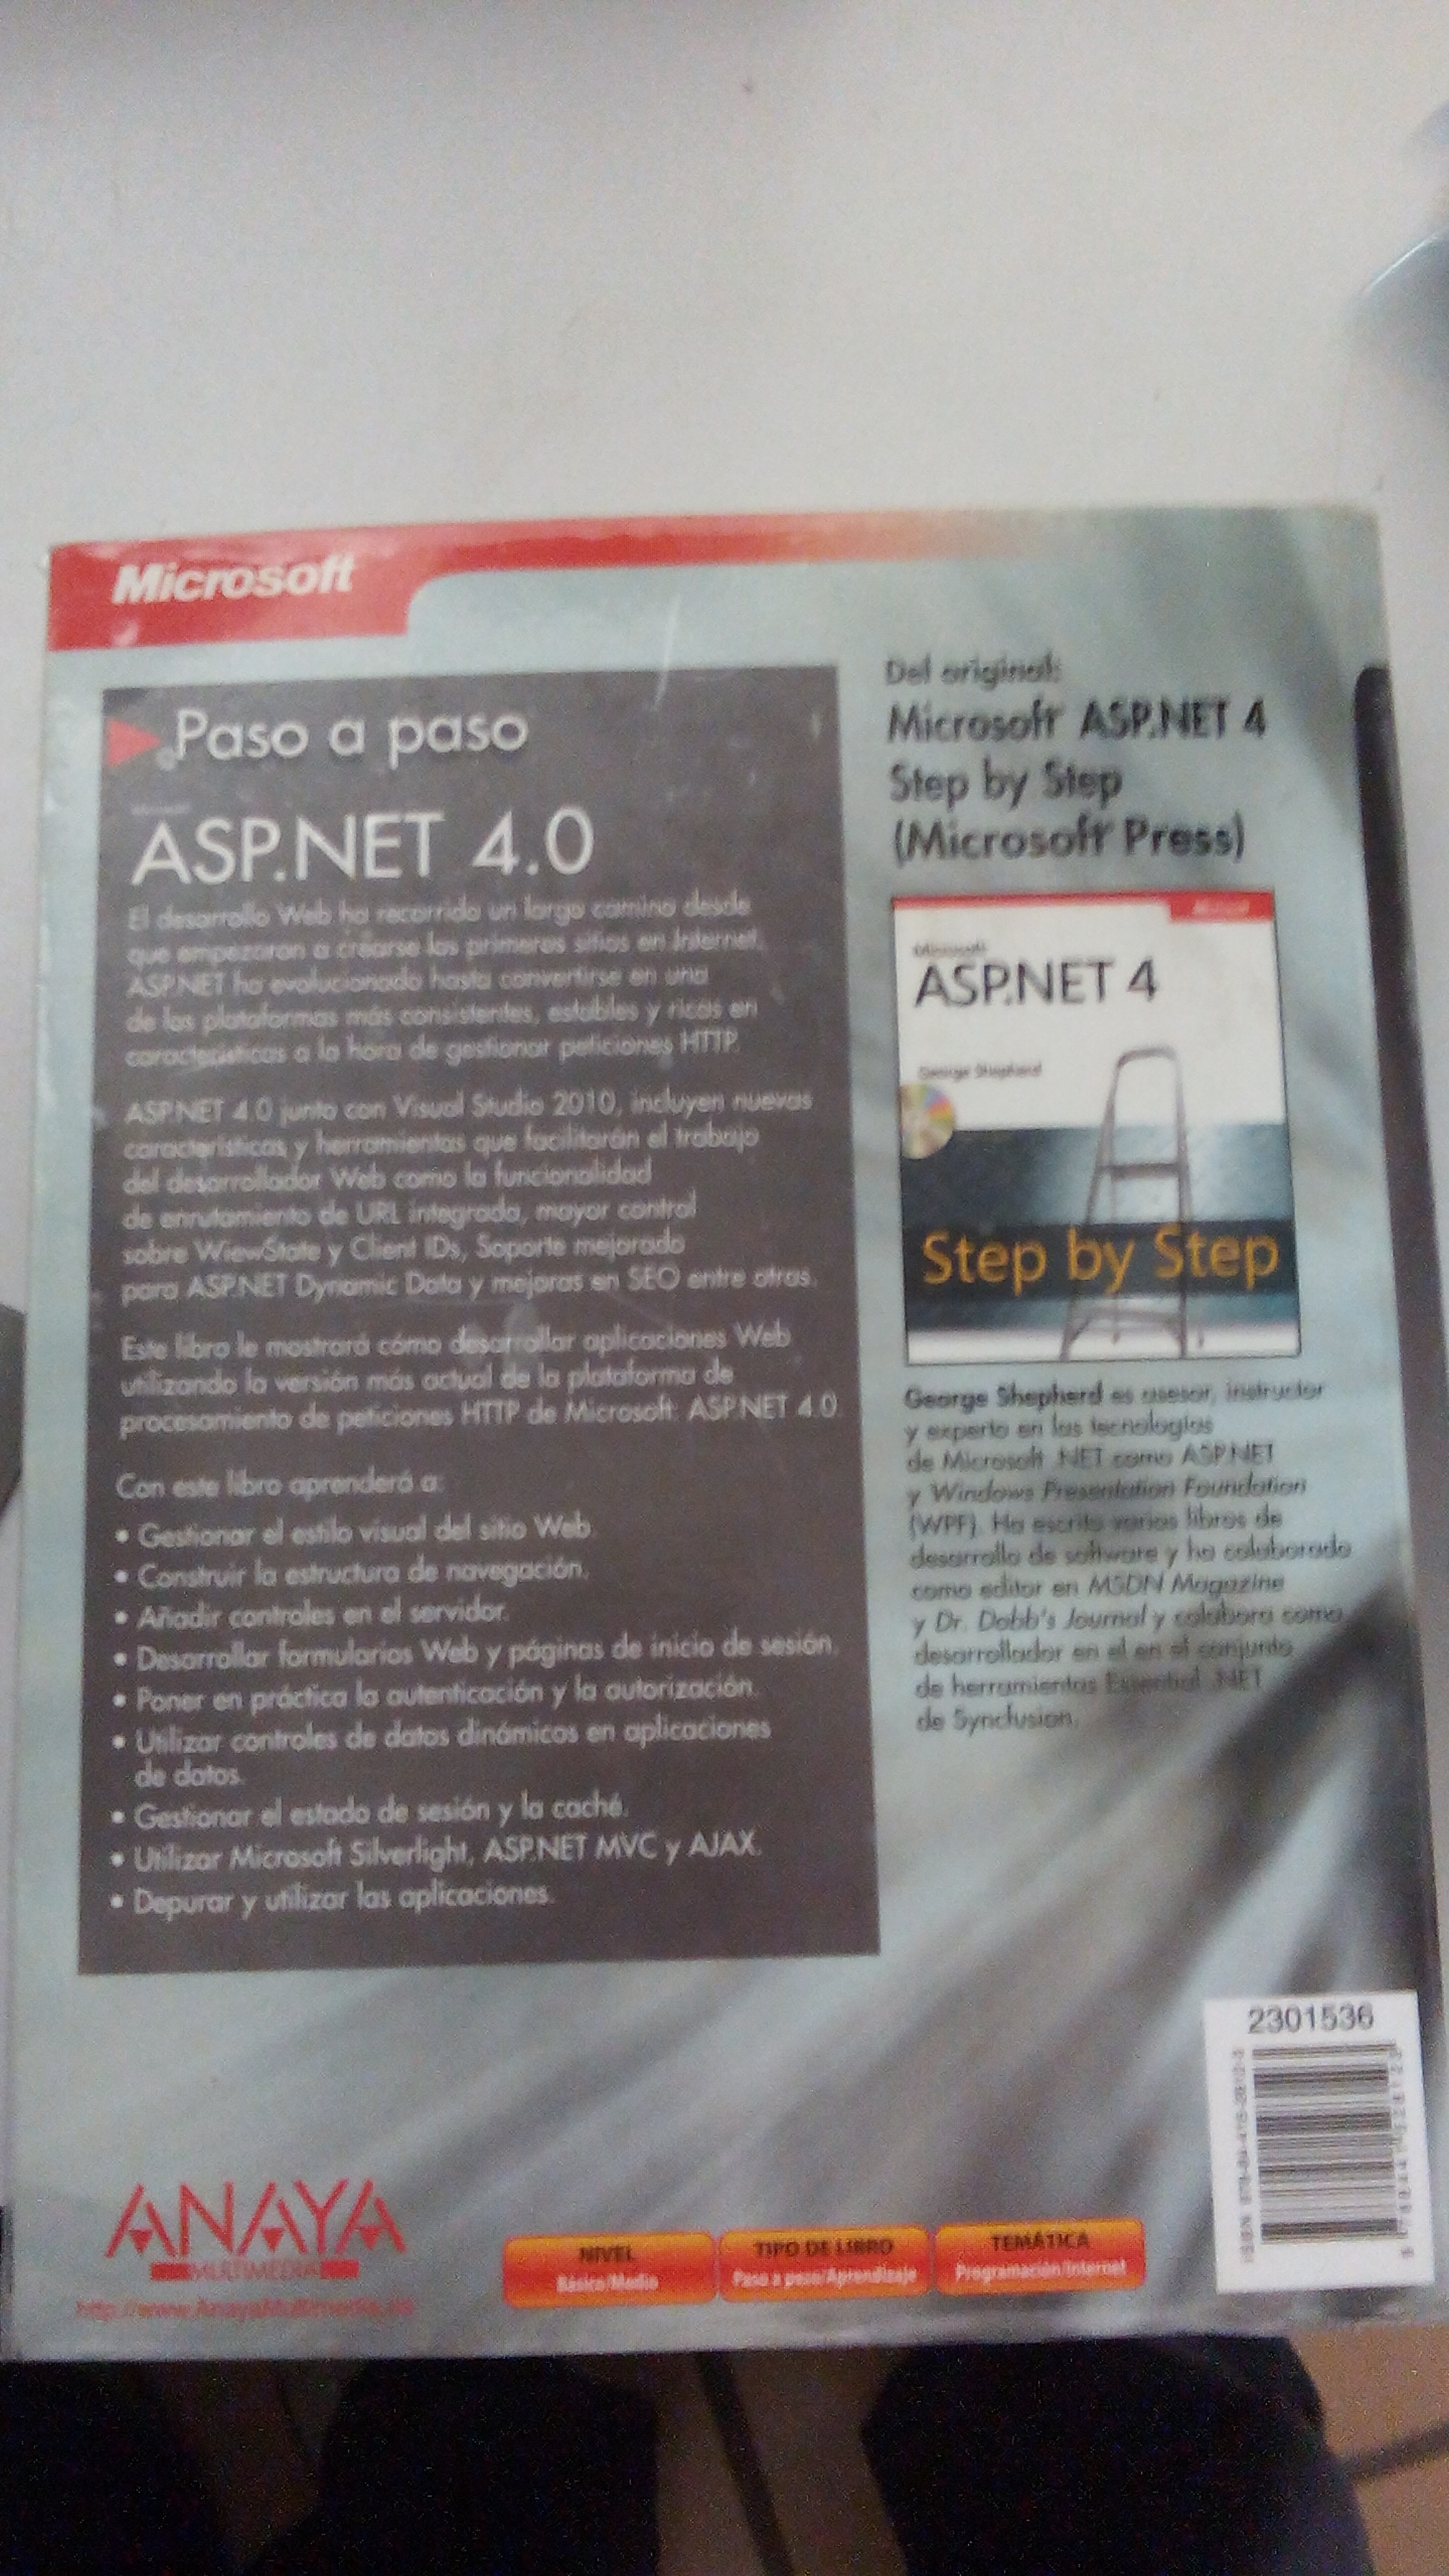 Microsoft
Paso a paso
Microsoft
ASP.NET 4.0
El desarrollo Web ha recorrido un largo camino desde
que empezaron a crearse los primeros sitios en Internet.
ASP.NET ha evolucionado hasta convertirse en una
de las plataformas más consistentes, estables y ricas en
características a la hora de gestionar peticiones HTTP.
ASP.NET 4.0 junto con Visual Studio 2010, incluyen nuevas
características y herramientas que facilitarán el trabajo
del desarrollador Web como la funcionalidad
de enrutamiento de URL integrada, mayor control
sobre WiewState y Client IDs, Soporte mejorado
para ASP.NET Dynamic Data y mejoras en SEO entre otras.
Este libro le mostrará cómo desarrollar aplicaciones Web
utilizando la versión más actual de la plataforma de
procesamiento de peticiones HTTP de Microsoft: ASP.NET 4.0.
Con este libro aprenderá a:
• Gestionar el estilo visual del sitio Web.
• Construir la estructura de navegación.
• Añadir controles en el servidor.
• Desarrollar formularios Web y páginas de inicio de sesión.
• Poner en práctica la autenticación y la autorización.
• Utilizar controles de datos dinámicos en aplicaciones
de datos.
• Gestionar el estado de sesión y la caché.
• Utilizar Microsoft Silverlight, ASP.NET MVC y AJAX.
• Depurar y utilizar las aplicaciones.
Del original:
Microsoft ASP.NET 4
Step by Step
(Microsoft Press)
Microsoft
Microsoft
ASP.NET 4
George Shepherd
Step by Step
George Shepherd es asesor, instructor
y experto en las tecnologías
de Microsoft .NET como ASP.NET
y Windows Presentation Foundation
(WPF). Ha escrito varios libros de
desarrollo de software y ha colaborado
como editor en MSDN Magazine
y Dr. Dobb's Journal y colabora como
desarrollador en el en el conjunto
de herramientas Essential .NET
de Syncfusion.
2301536
ANAYA
MULTIMEDIA
http://www.AnayaMultimedia.es
NIVEL
Básico/Medio
TIPO DE LIBRO
Paso a paso/Aprendizaje
TEMÁTICA
Programación/Internet